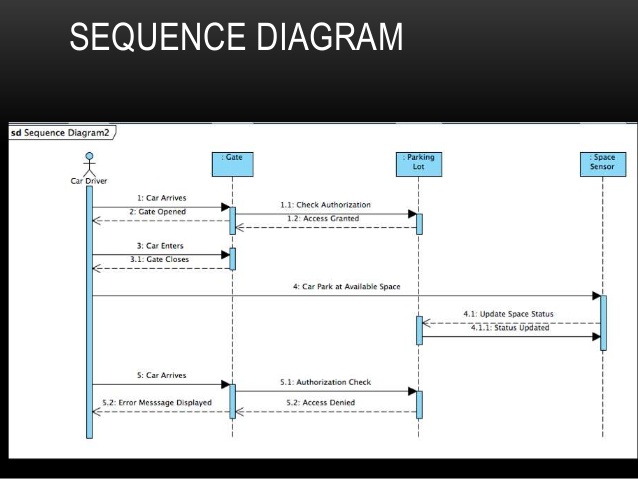 SEQUENCE DIAGRAM
sd Sequence Diagram2
: Gate
: Parking
Lot
: Space
Sensor
Car Driver
1: Car Arrives
1.1: Check Authorization
2: Gate Opened
1.2: Access Granted
3: Car Enters
3.1: Gate Closes
4: Car Park at Available Space
4.1: Update Space Status
4.1.1: Status Updated
5: Car Arrives
5.1: Authorization Check
5.2: Error Messsage Displayed
5.2: Access Denied